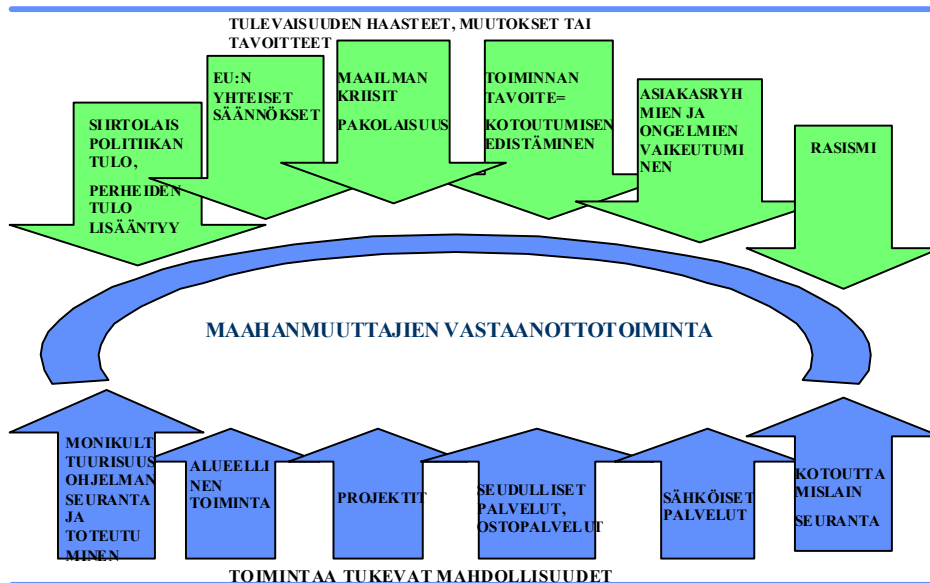 TULEVAISUUDEN HAASTEET, MUUTOKSET TAI
TAVOITTEET
SIIRTOLAIS
POLITIIKAN
TULO,
PERHEIDEN
TULO
LISÄÄNTYY
EU:N
YHTEISET
SÄÄNNÖKSET
MAAILMAN
KRIISIT
PAKOLAISUUS
TOIMINNAN
TAVOITE=
KOTOUTUMISEN
EDISTÄMINEN
ASIAKASRYH
MIEN JA
ONGELMIEN
VAIKEUTUMI
NEN
RASISMI
MAAHANMUUTTAJIEN VASTAANOTTOTOIMINTA
MONIKULT
TUURISUUS
OHJELMAN
SEURANTA
JA
TOTEUTU
MINEN
ALUEELLI
NEN
TOIMINTA
PROJEKTIT
SEUDULLISET
PALVELUT,
OSTOPALVELUT
SÄHKÖISET
PALVELUT
KOTOUTTA
MISLAIN
SEURANTA
TOIMINTAA TUKEVAT MAHDOLLISUUDET